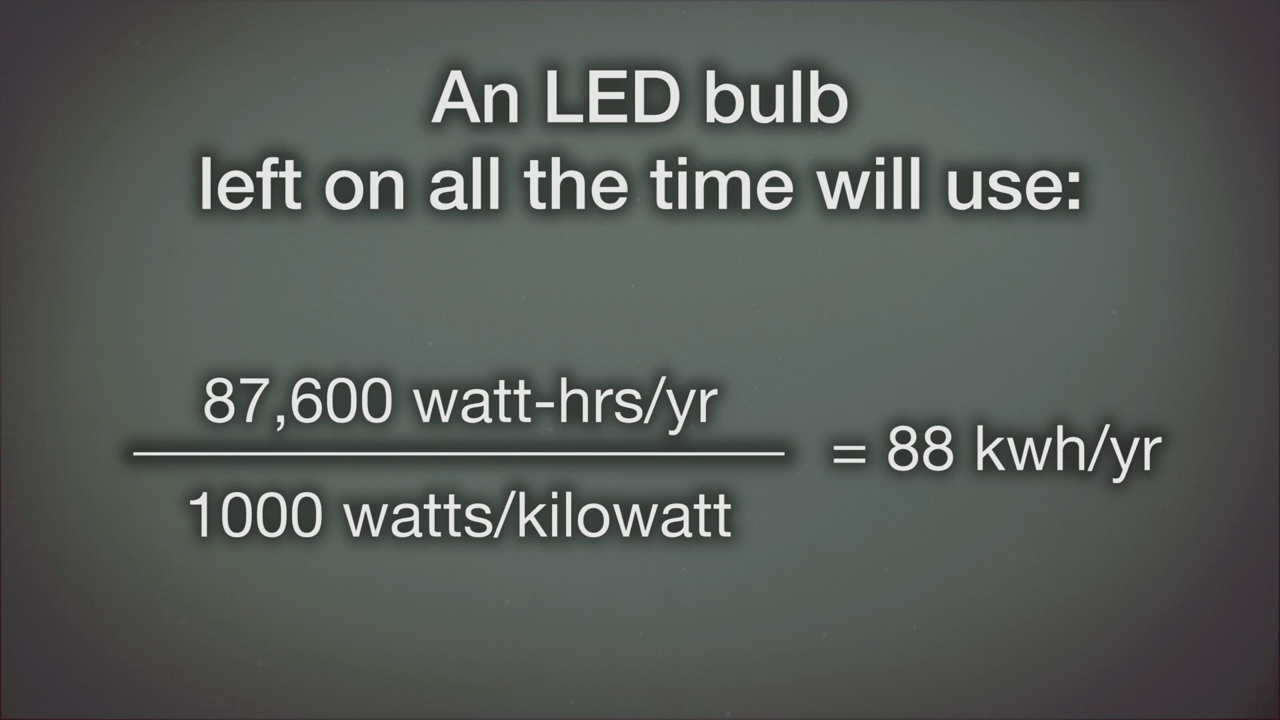 An LED bulb
left on all the time will use:
87,600 watt-hrs/yr
1000 watts/kilowatt
= 88 kwh/yr